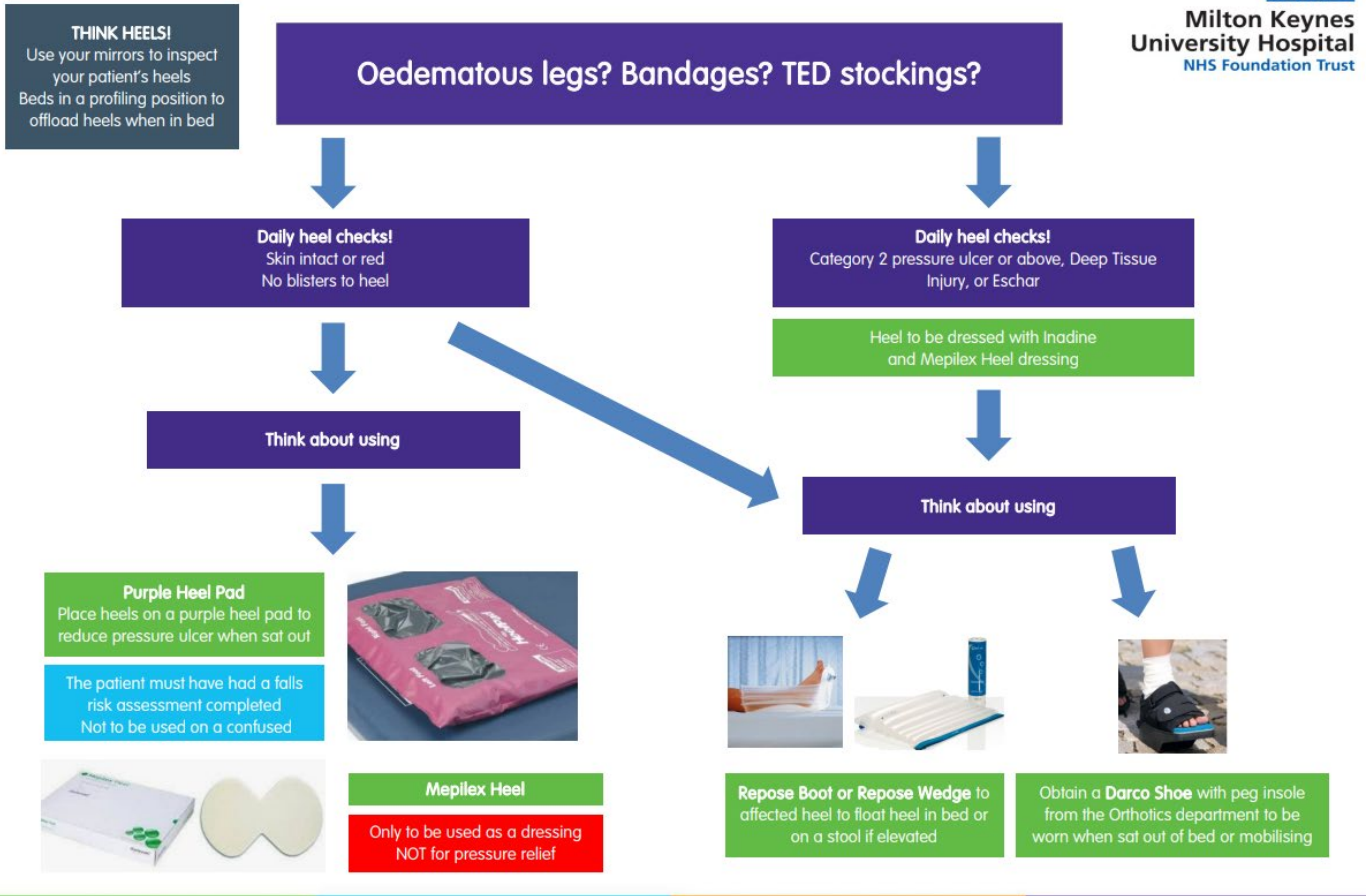 THINK HEELS!
Use your mirrors to inspect
your patient's heels
Beds in a profiling position to
offload heels when in bed
Oedematous legs? Bandages? TED stockings?
Milton Keynes
University Hospital
NHS Foundation Trust
Daily heel checks!
Skin intact or red
No blisters to heel
Daily heel checks!
Category 2 pressure ulcer or above, Deep Tissue
Injury, or Eschar
Heel to be dressed with Inadine
and Mepilex Heel dressing
Think about using
Think about using
Purple Heel Pad
Place heels on a purple heel pad to
reduce pressure ulcer when sat out
The patient must have had a falls
risk assessment completed
Not to be used on a confused
Right Foot
HeelPad
Left Foot
Mepilex Heel
Only to be used as a dressing
NOT for pressure relief
Repose Boot or Repose Wedge to
affected heel to float heel in bed or
on a stool if elevated
Obtain a Darco Shoe with peg insole
from the Orthotics department to be
worn when sat out of bed or mobilising